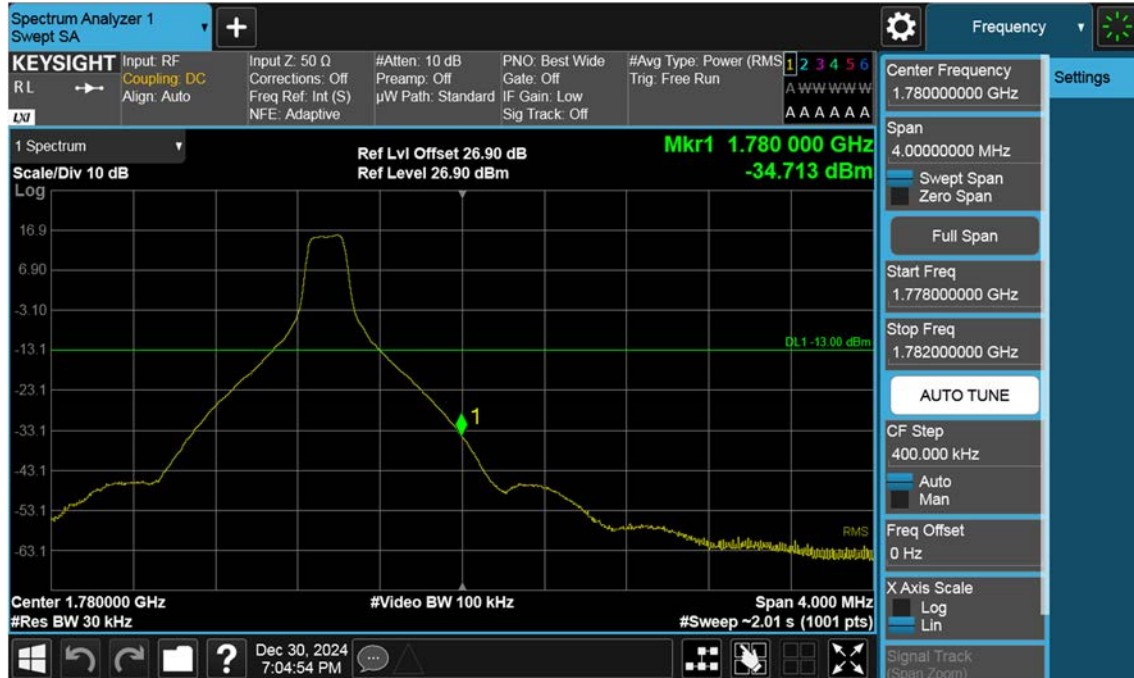 Spectrum Analyzer 1
Swept SA
Frequency
KEYSIGHT
R L
LXI
Input: RF
Coupling: DC
Align: Auto
Input Z: 50 Ω
Corrections: Off
Freq Ref: Int (S)
NFE: Adaptive
#Atten: 10 dB
Preamp: Off
µW Path: Standard
PNO: Best Wide
Gate: Off
IF Gain: Low
Sig Track: Off
#Avg Type: Power (RMS
Trig: Free Run
1 2 3 4 5 6
A W W W W W
A A A A A A
1 Spectrum
Scale/Div 10 dB
Ref Lvl Offset 26.90 dB
Ref Level 26.90 dBm
Mkr1 1.780 000 GHz
-34.713 dBm
Log
16.9
6.90
-3.10
-13.1
-23.1
-33.1
-43.1
-53.1
-63.1
DL1 -13.00 dBm
1
RMS
Center 1.780000 GHz
#Video BW 100 kHz
Span 4.000 MHz
#Res BW 30 kHz
#Sweep ~2.01 s (1001 pts)
Center Frequency
1.780000000 GHz
Settings
Span
4.00000000 MHz
Swept Span
Zero Span
Full Span
Start Freq
1.778000000 GHz
Stop Freq
1.782000000 GHz
AUTO TUNE
CF Step
400.000 kHz
Auto
Man
Freq Offset
0 Hz
X Axis Scale
Log
Lin
Signal Track
(Span Zoom)
?
Dec 30, 2024
7:04:54 PM